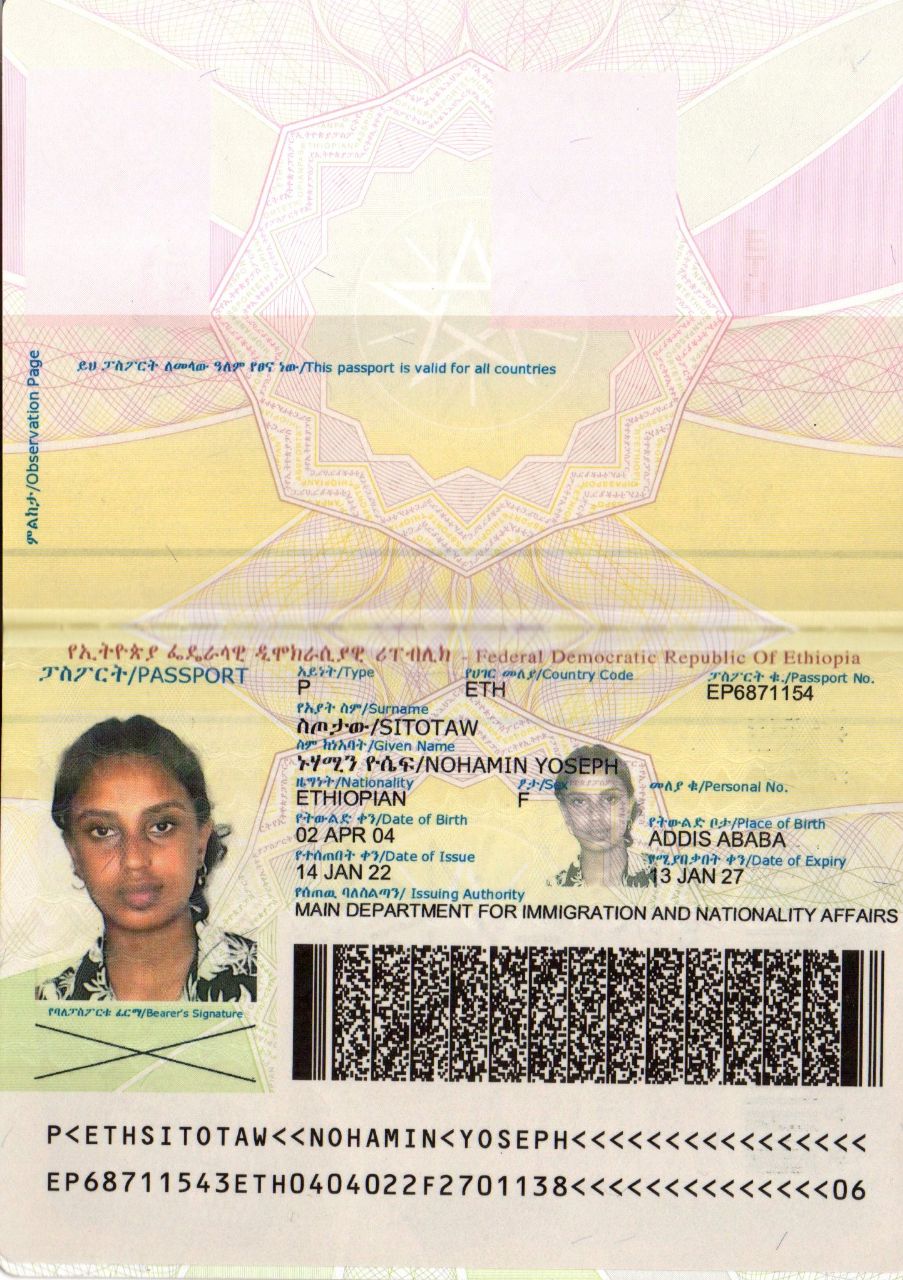 ይህ ፓስፖርት ለመላው ዓለም የፀና ነው/This passport is valid for all countries
ምልከታ/Observation Page
የኢትዮጵያ ፌዴራላዊ ዲሞክራሲያዊ ሪፐብሊክ - Federal Democratic Republic Of Ethiopia
ፓስፖርት/PASSPORT
አይነት/Type
የሀገር መለያ/Country Code
ፓስፖርት ቁ./Passport No.
P
ETH
EP6871154
የአያት ስም/Surname
ስጦታው/SITOTAW
ስም ከነአባት/Given Name
ኑሃሚን ዮሴፍ/NOHAMIN YOSEPH
ዜግነት/Nationality
ፆታ/Sex
መለያ ቁ/Personal No.
ETHIOPIAN
F
የትውልድ ቀን/Date of Birth
የትውልድ ቦታ/Place of Birth
02 APR 04
ADDIS ABABA
የተሰጠበት ቀን/Date of Issue
የሚያበቃበት ቀን/Date of Expiry
14 JAN 22
13 JAN 27
የሰጠዉ ባለስልጣን/ Issuing Authority
MAIN DEPARTMENT FOR IMMIGRATION AND NATIONALITY AFFAIRS
የባለፓስፖርቱ ፊርማ/Bearer's Signature
P<ETHSITOTAW<<NOHAMIN<YOSEPH<<<<<<<<<<<<<<<<
EP68711543ETH0404022F2701138<<<<<<<<<<<<<<06